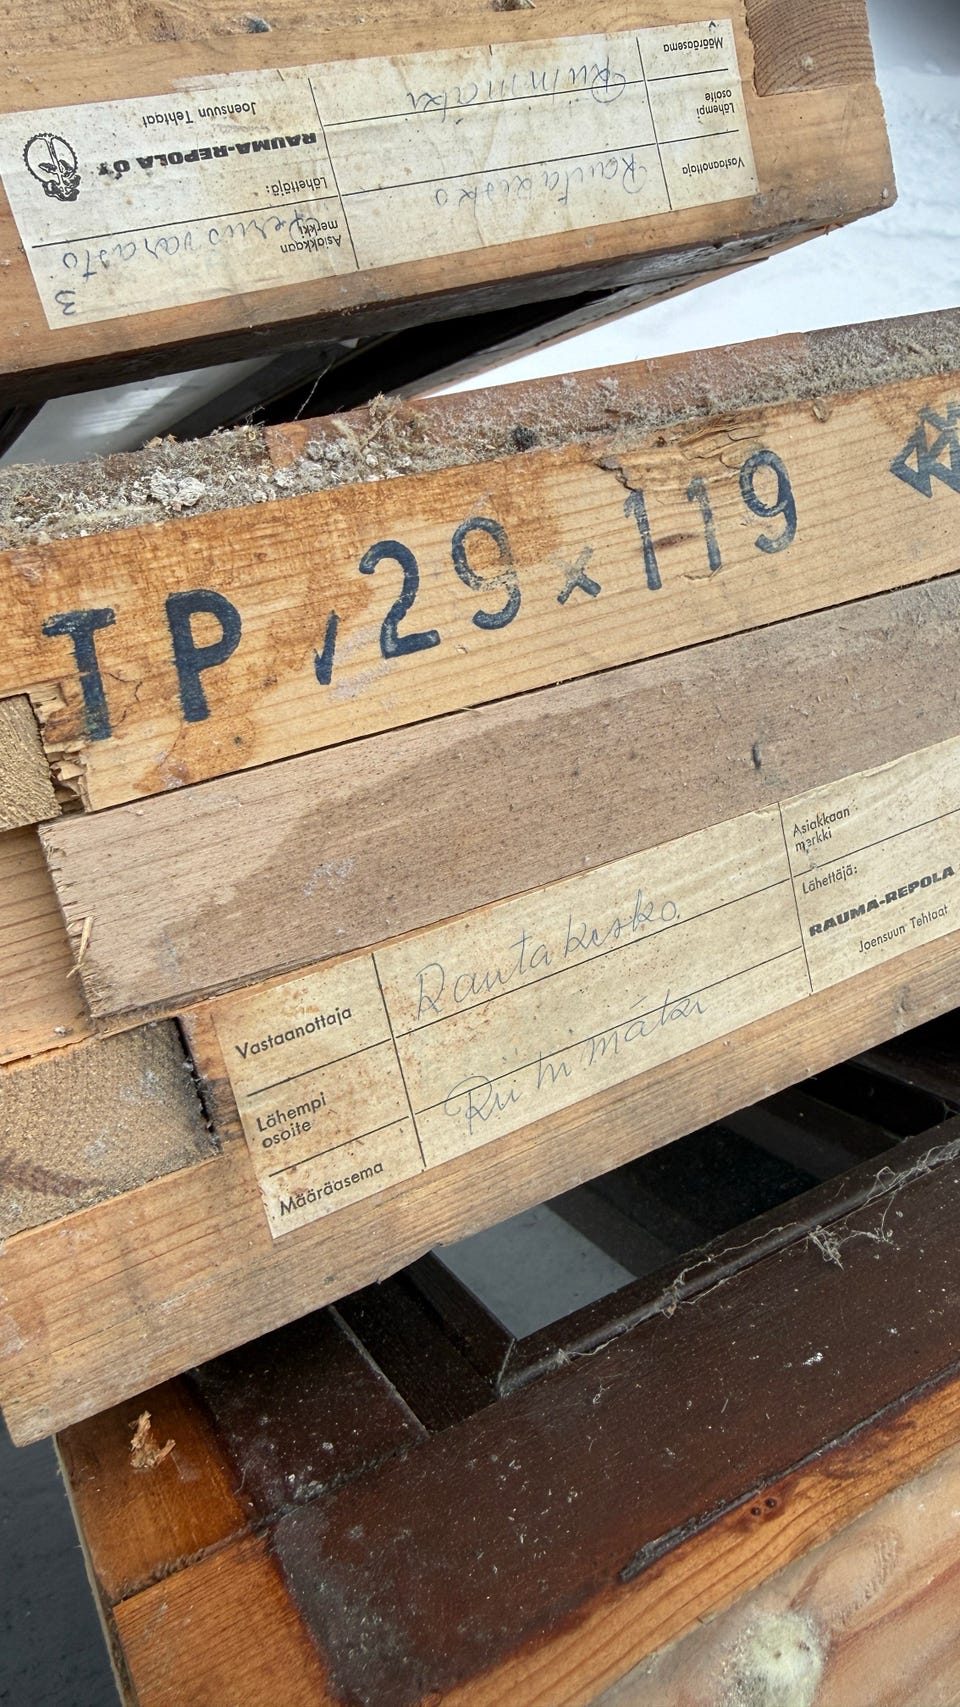 Määräasema
Riihimäki
Lähempi
osoite
Vastaanottaja
Rautakesko
Joensuun Tehtaat
RAUMA-REPOLA OY
Lähettäjä:
Asiakkaan
merkki
varasto
3
TP 29x119
Vastaanottaja
Rautakesko
Lähempi
osoite
Riihimäki
Määräasema
Asiakkaan
merkki
Lähettäjä:
RAUMA-REPOLA
Joensuun Tehtaat